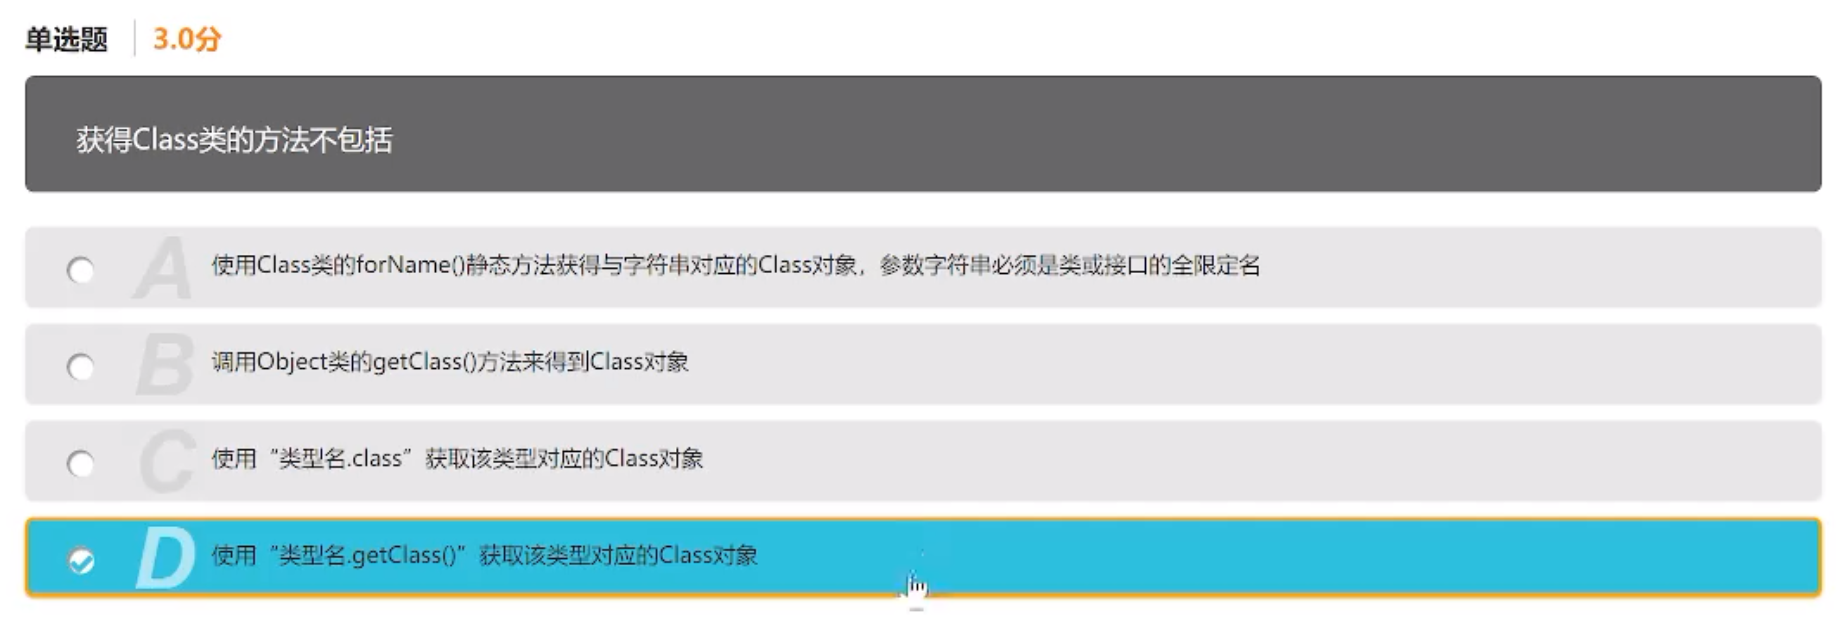 单选题 3.0分
获得Class类的方法不包括
A 使用Class类的forName()静态方法获得与字符串对应的Class对象，参数字符串必须是类或接口的全限定名
B 调用Object类的getClass()方法来得到Class对象
C 使用“类型名.class”获取该类型对应的Class对象
D 使用“类型名.getClass()”获取该类型对应的Class对象